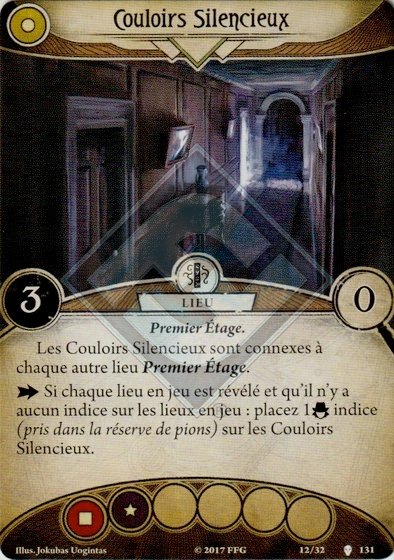 Couloirs Silencieux
3
LIEU
0
Premier Étage.
Les Couloirs Silencieux sont connexes à
chaque autre lieu Premier Étage.
Si chaque lieu en jeu est révélé et qu'il n'y a
aucun indice sur les lieux en jeu : placez 1 indice
(pris dans la réserve de pions) sur les Couloirs
Silencieux.
Illus. Jokubas Uogintas
© 2017 FFG
12/32
131